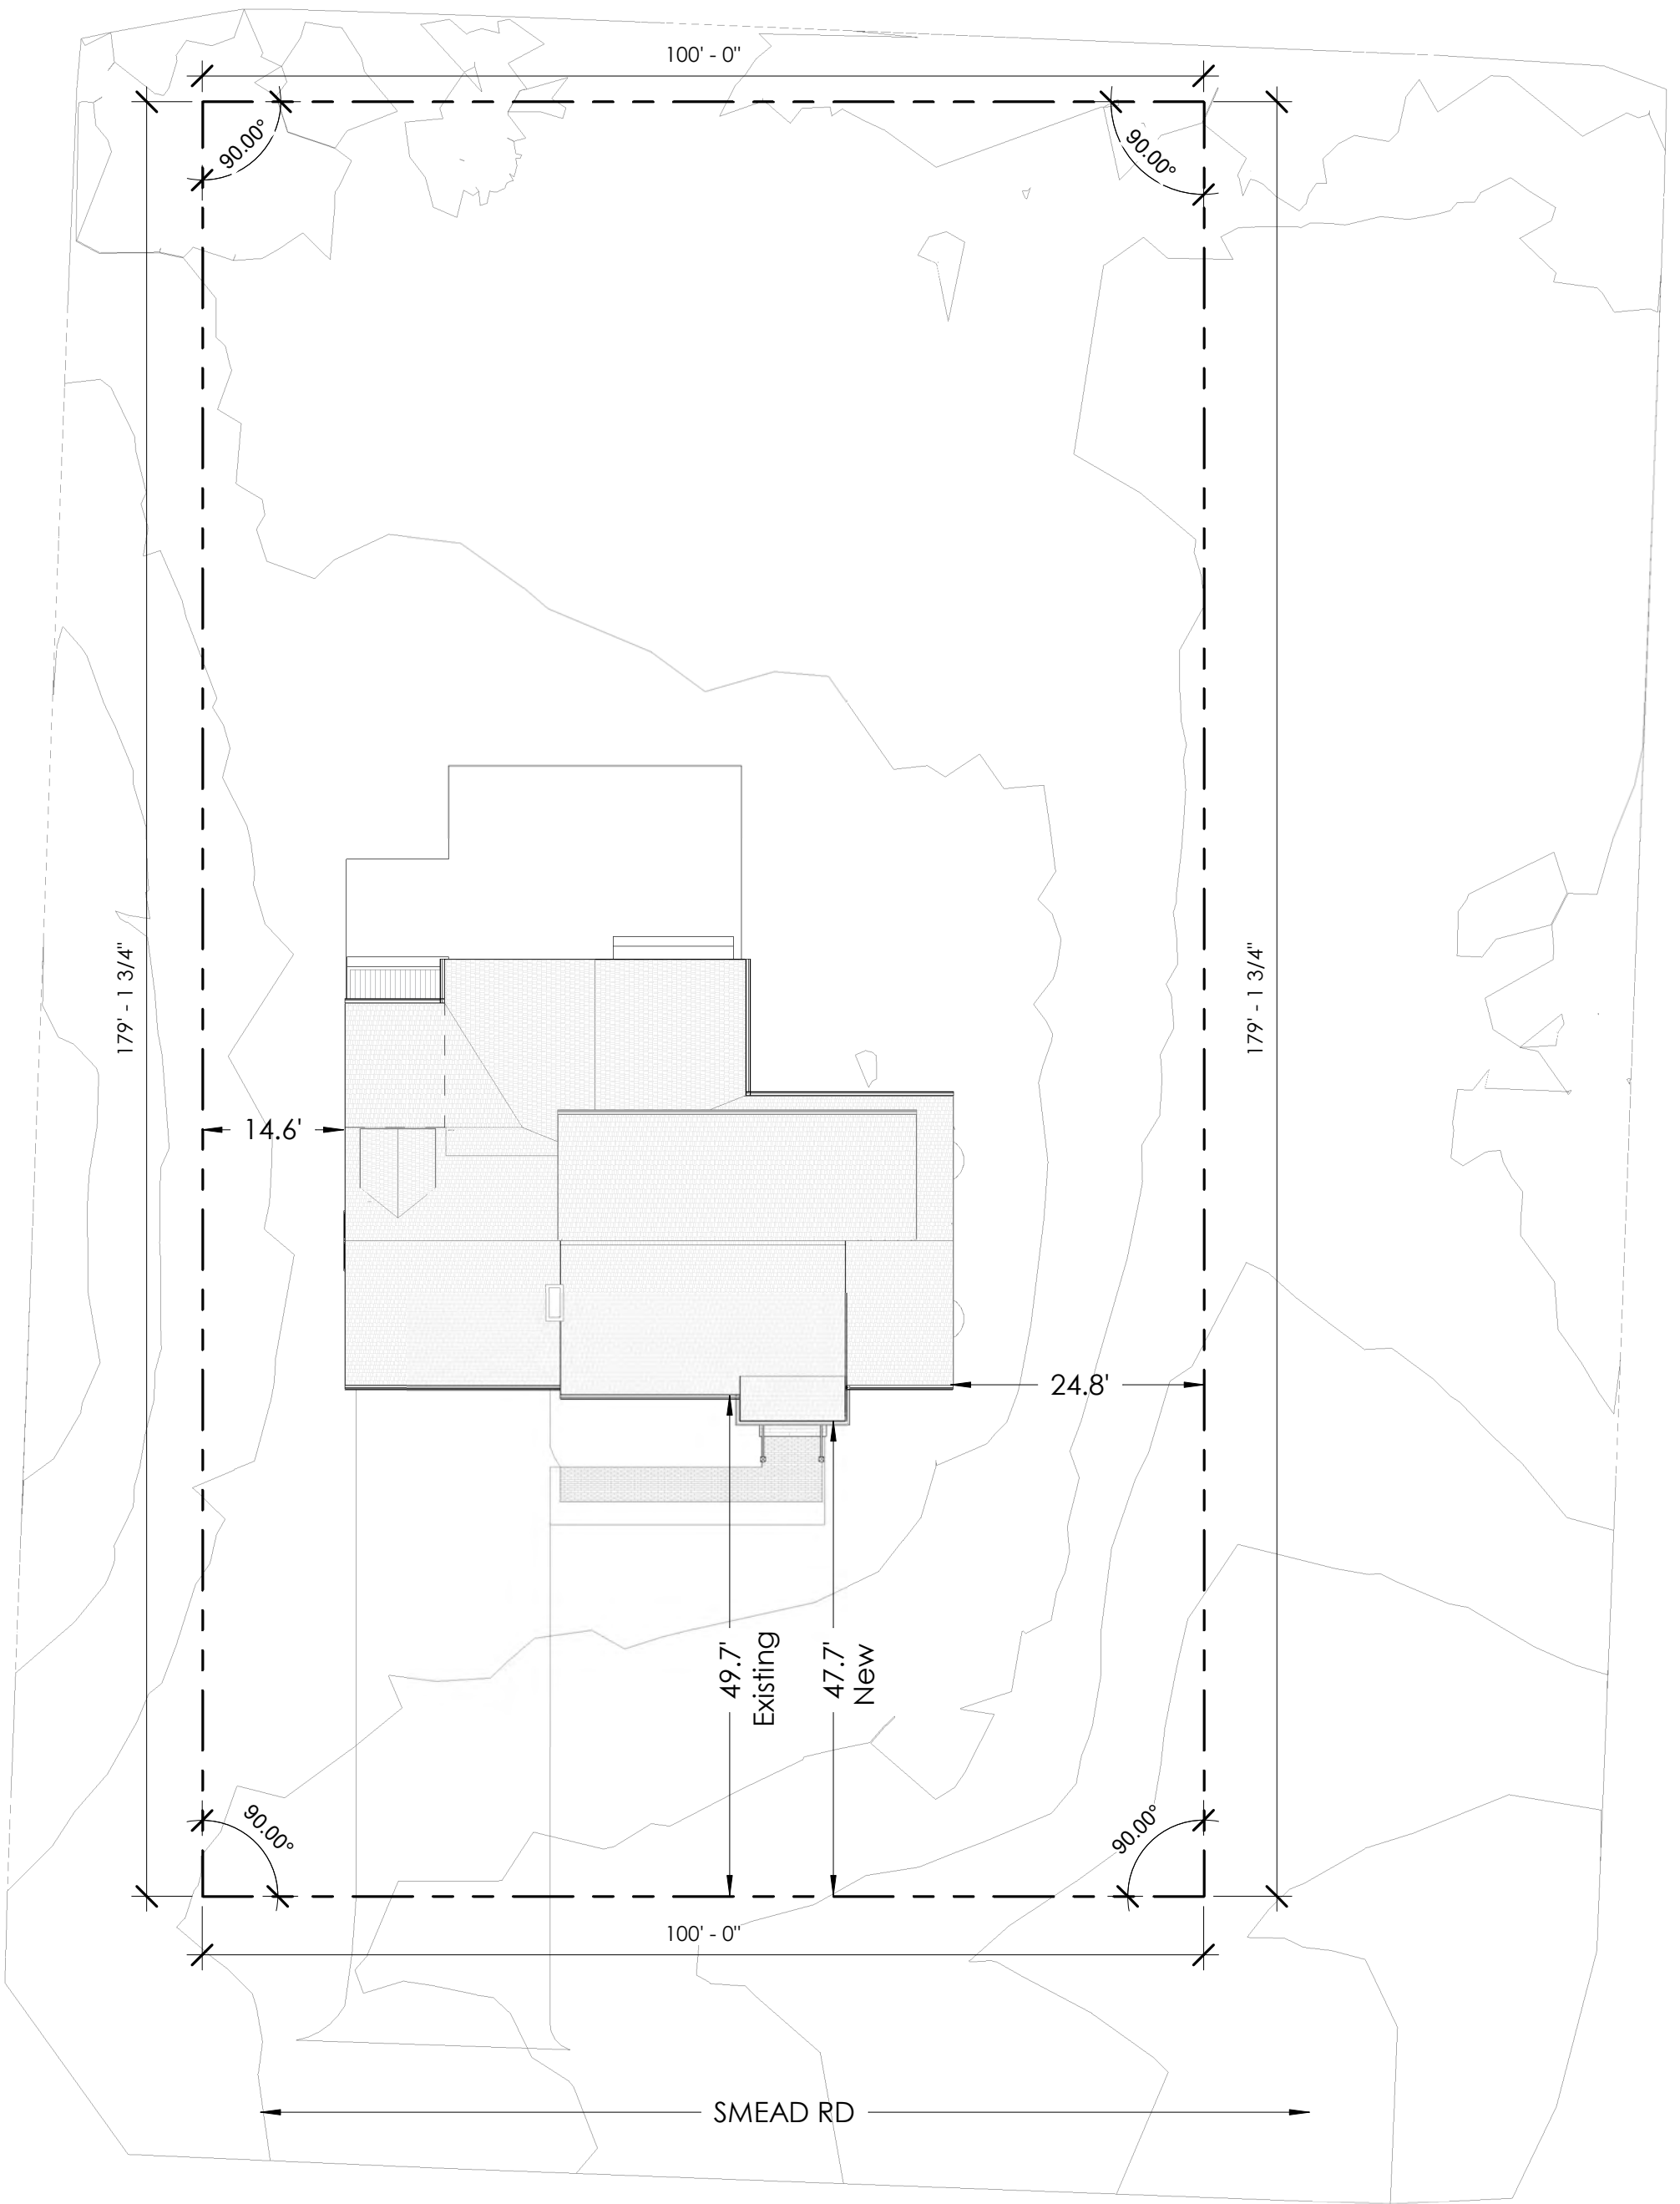 100' - 0"
90.00°
90.00°
179' - 1 3/4"
179' - 1 3/4"
14.6'
24.8'
49.7'
Existing
47.7'
New
90.00°
90.00°
100' - 0"
SMEAD RD